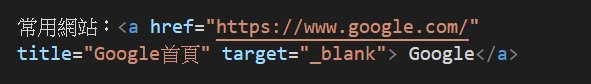 常用網站：<a href="https://www.google.com/"
title="Google首頁" target="_blank"> Google</a>